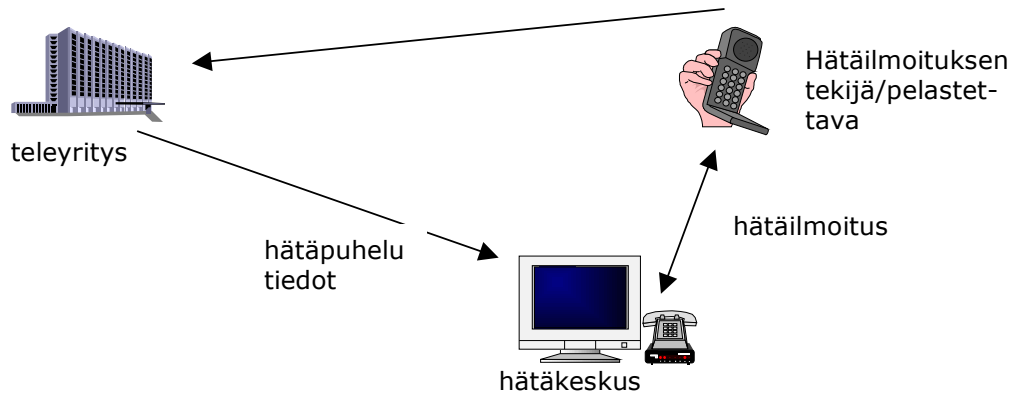 Hätäilmoituksen
tekijä/pelastet-
tava
teleyritys
hätäilmoitus
hätäpuhelu
tiedot
hätäkeskus